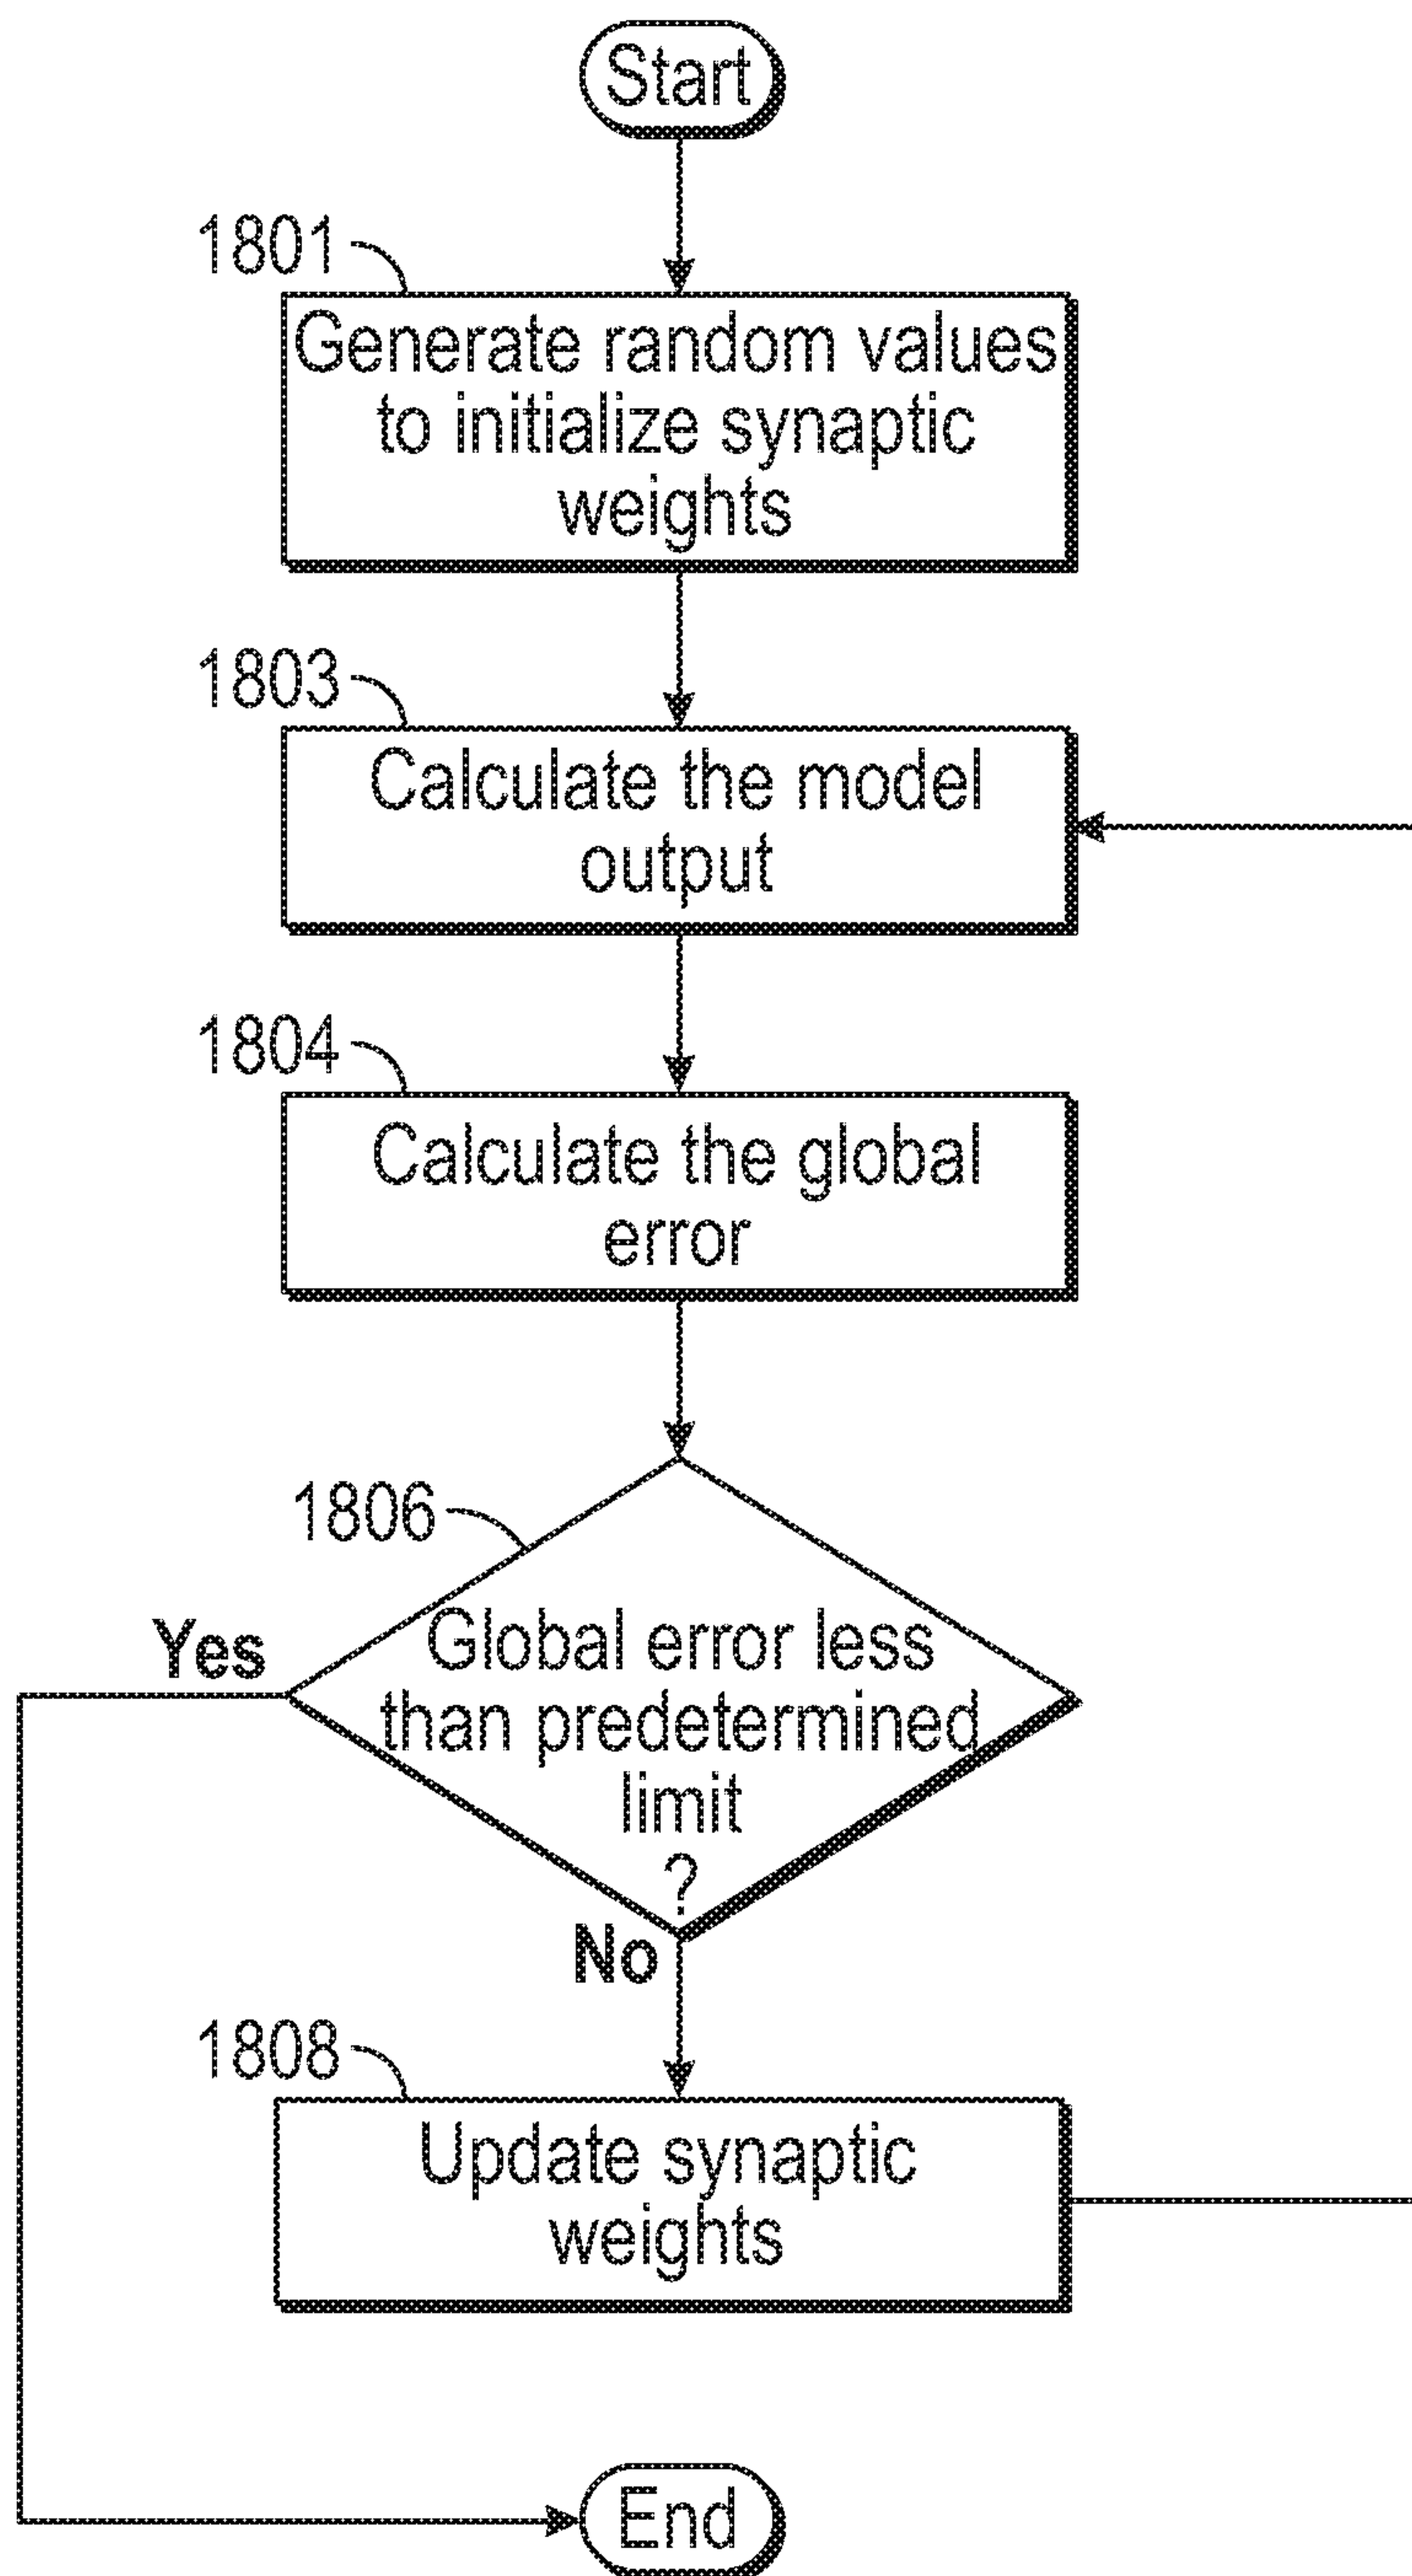 Start
1801
Generate random values
to initialize synaptic
weights
1803
Calculate the model
output
1804
Calculate the global
error
1806
Yes
Global error less
than predetermined
limit
?
No
1808
Update synaptic
weights
End